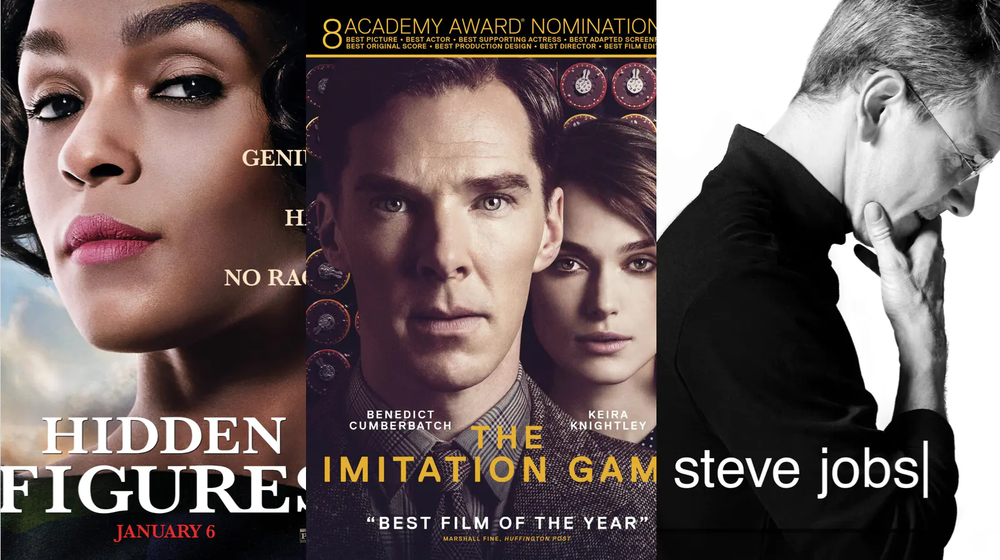 GENI
H
NO RA
HIDDEN
FIGURES
JANUARY 6
8 ACADEMY AWARD® NOMINATION
BEST PICTURE • BEST ACTOR • BEST SUPPORTING ACTRESS • BEST ADAPTED SCREENP
BEST ORIGINAL SCORE • BEST PRODUCTION DESIGN • BEST DIRECTOR • BEST FILM EDIT
BENEDICT
CUMBERBATCH
KEIRA
KNIGHTLEY
THE
IMITATION GAM
“BEST FILM OF THE YEAR”
MARSHALL FINE, HUFFINGTON POST
steve jobs|